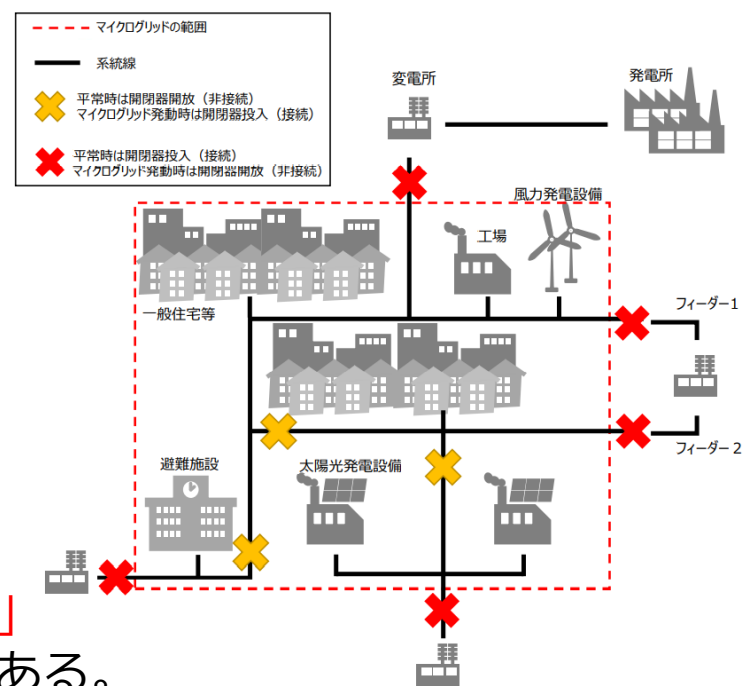 マイクログリッドの範囲
系統線
平常時は開閉器開放（非接続）
マイクログリッド発動時は開閉器投入（接続）
平常時は開閉器投入（接続）
マイクログリッド発動時は開閉器開放（非接続）
変電所
発電所
風力発電設備
工場
一般住宅等
フィーダー1
フィーダー２
避難施設
太陽光発電設備
」
ある。